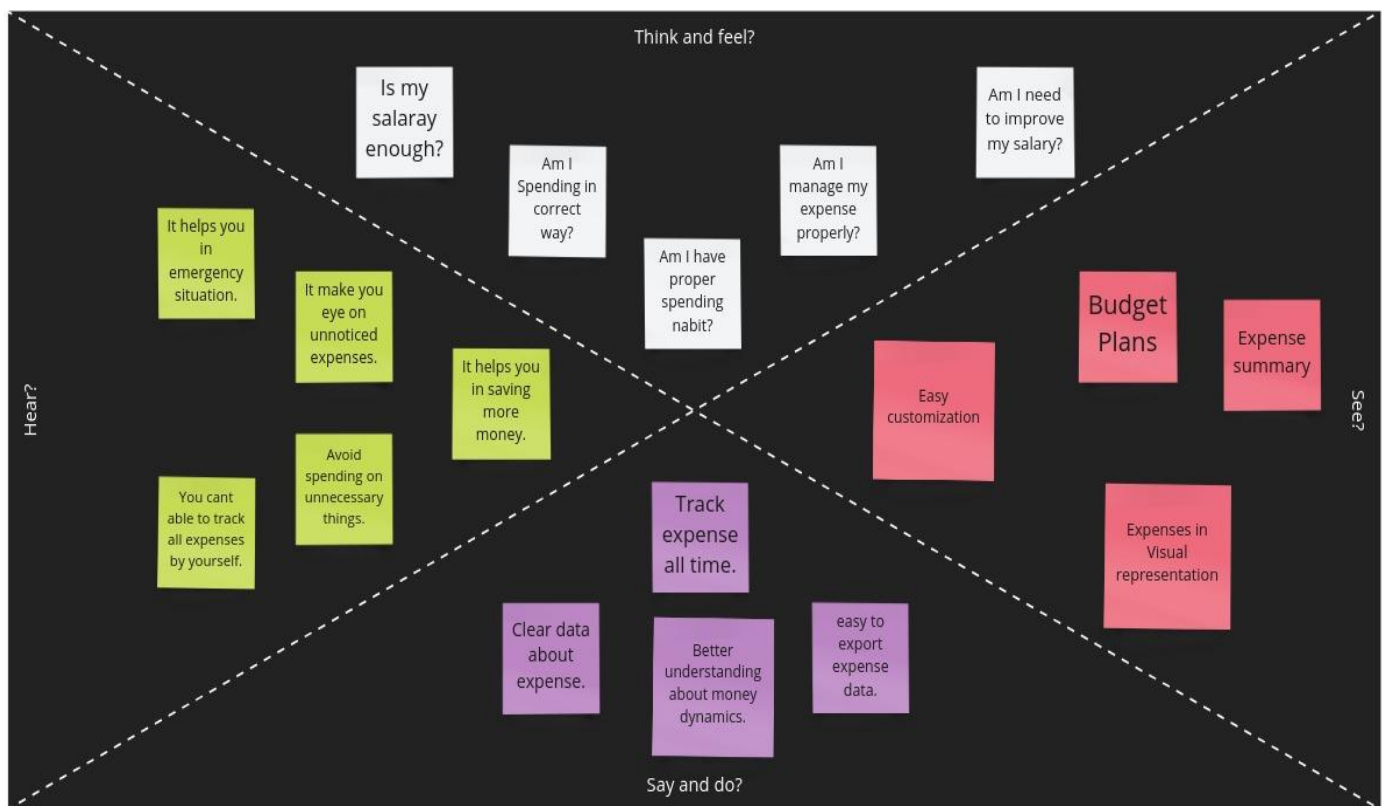 Think and feel?
Is my
salaray
enough?
Am I
Spending in
correct
way?
Am I have
proper
spending
nabit?
Am I
manage my
expense
properly?
Am I need
to improve
my salary?
Hear?
It helps you
in
emergency
situation.
It make you
eye on
unnoticed
expenses.
It helps you
in saving
more
money.
Avoid
spending on
unnecessary
things.
You cant
able to track
all expenses
by yourself.
See?
Budget
Plans
Expense
summary
Easy
customization
Expenses in
Visual
representation
Track
expense
all time.
Clear data
about
expense.
Better
understanding
about money
dynamics.
easy to
export
expense
data.
Say and do?